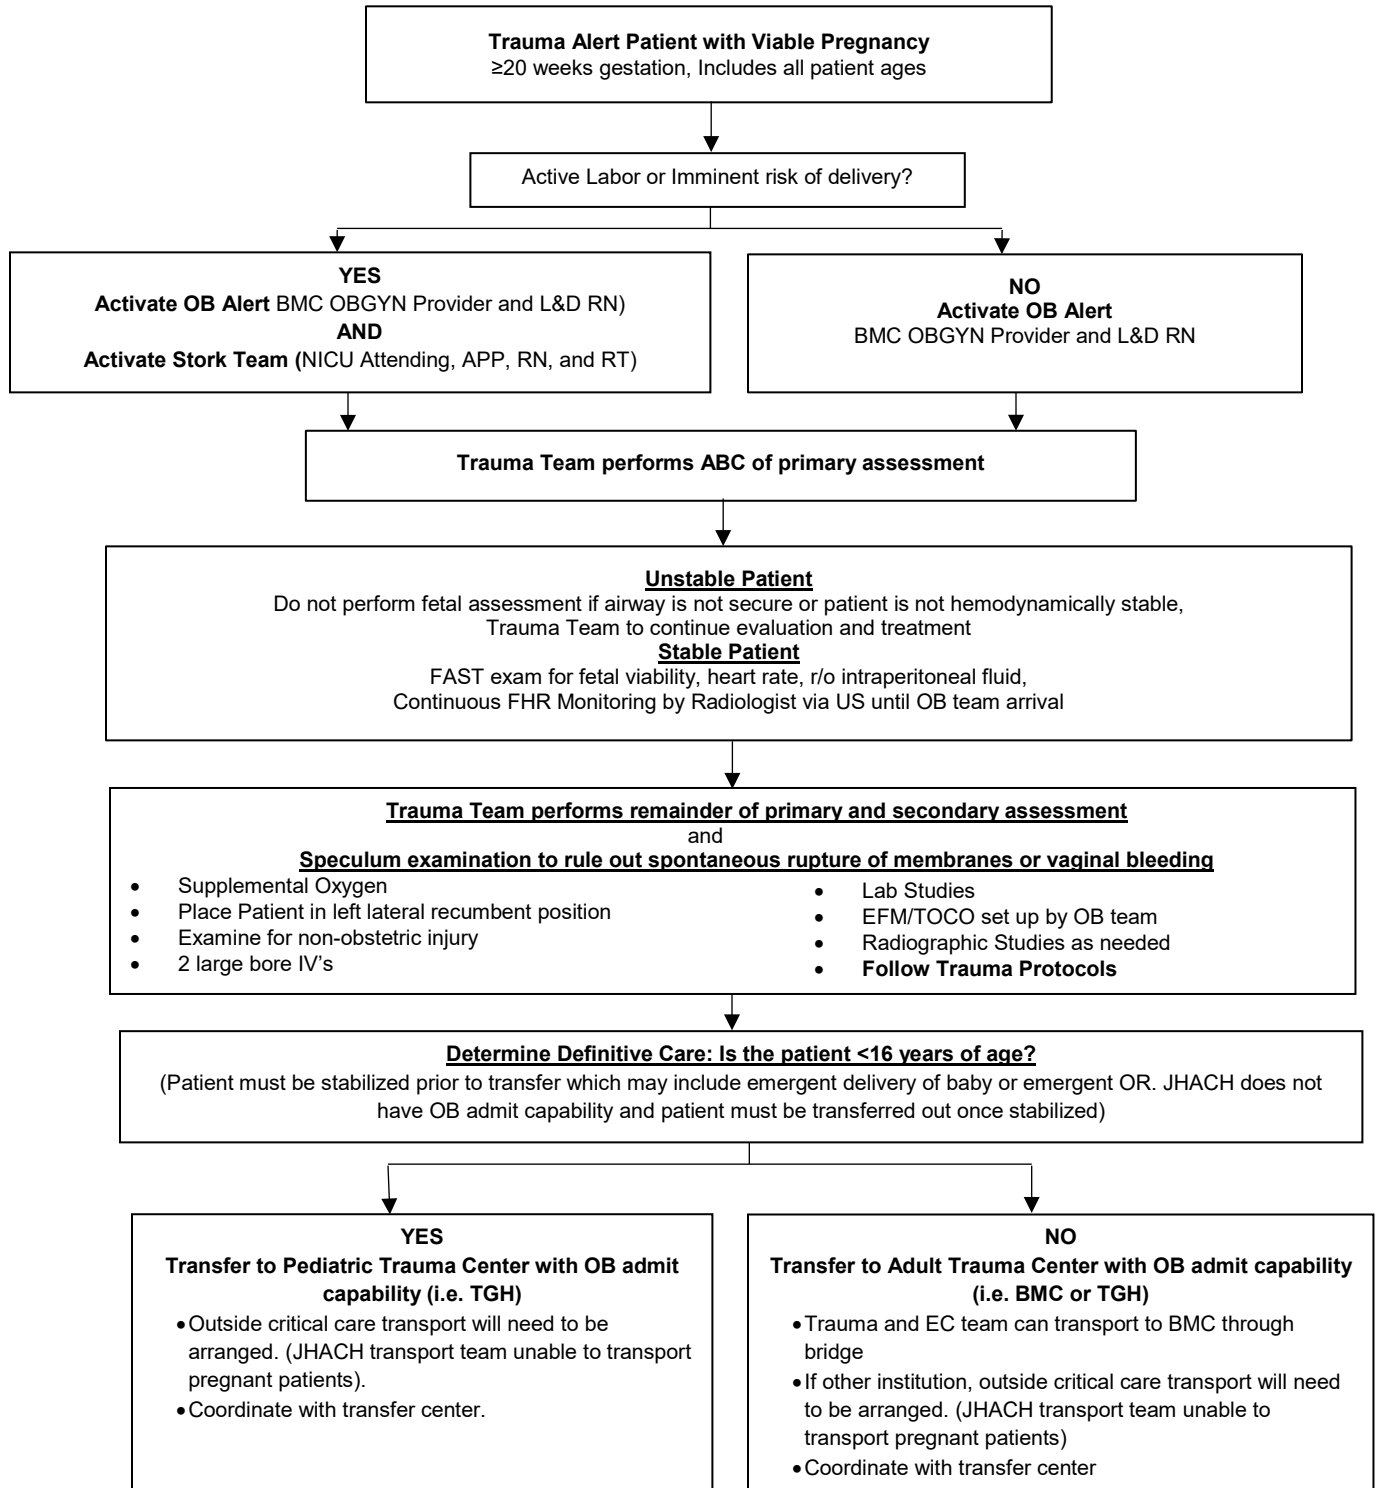 Trauma Alert Patient with Viable Pregnancy
≥20 weeks gestation, Includes all patient ages
Active Labor or Imminent risk of delivery?
YES
Activate OB Alert BMC OBGYN Provider and L&D RN)
AND
Activate Stork Team (NICU Attending, APP, RN, and RT)
NO
Activate OB Alert
BMC OBGYN Provider and L&D RN
Trauma Team performs ABC of primary assessment
Unstable Patient
Do not perform fetal assessment if airway is not secure or patient is not hemodynamically stable,
Trauma Team to continue evaluation and treatment
Stable Patient
FAST exam for fetal viability, heart rate, r/o intraperitoneal fluid,
Continuous FHR Monitoring by Radiologist via US until OB team arrival
Trauma Team performs remainder of primary and secondary assessment
and
Speculum examination to rule out spontaneous rupture of membranes or vaginal bleeding
• Supplemental Oxygen
• Place Patient in left lateral recumbent position
• Examine for non-obstetric injury
• 2 large bore IV's
• Lab Studies
• EFM/TOCO set up by OB team
• Radiographic Studies as needed
• Follow Trauma Protocols
Determine Definitive Care: Is the patient <16 years of age?
(Patient must be stabilized prior to transfer which may include emergent delivery of baby or emergent OR. JHACH does not
have OB admit capability and patient must be transferred out once stabilized)
YES
Transfer to Pediatric Trauma Center with OB admit
capability (i.e. TGH)
• Outside critical care transport will need to be
arranged. (JHACH transport team unable to transport
pregnant patients).
• Coordinate with transfer center.
NO
Transfer to Adult Trauma Center with OB admit capability
(i.e. BMC or TGH)
• Trauma and EC team can transport to BMC through
bridge
• If other institution, outside critical care transport will need
to be arranged. (JHACH transport team unable to
transport pregnant patients)
• Coordinate with transfer center